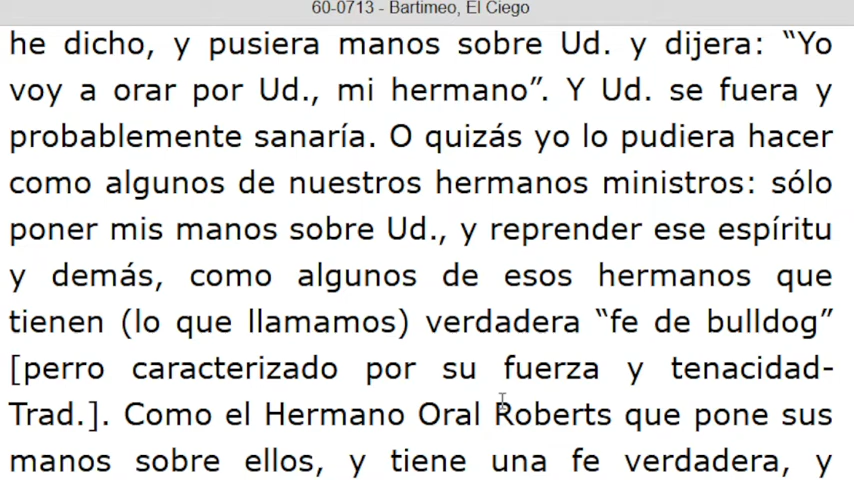 60-0713 - Bartimeo, El Ciego
he dicho, y pusiera manos sobre Ud. y dijera: “Yo
voy a orar por Ud., mi hermano”. Y Ud. se fuera y
probablemente sanaría. O quizás yo lo pudiera hacer
como algunos de nuestros hermanos ministros: sólo
poner mis manos sobre Ud., y reprender ese espíritu
y demás, como algunos de esos hermanos que
tienen (lo que llamamos) verdadera “fe de bulldog”
[perro caracterizado por su fuerza y tenacidad-
Trad.]. Como el Hermano Oral Roberts que pone sus
manos sobre ellos, y tiene una fe verdadera, y